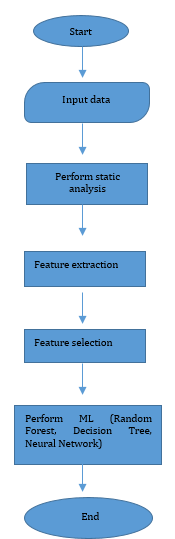 Start
Input data
Perform static
analysis
Feature extraction
Feature selection
Perform ML (Random
Forest, Decision Tree,
Neural Network)
End